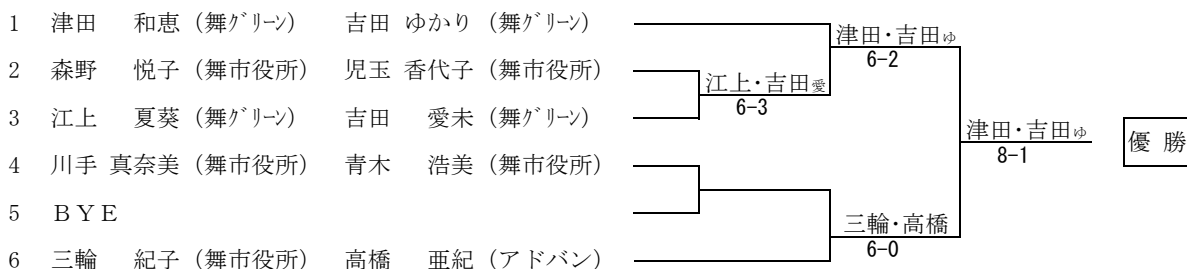 1 津田 和恵 (舞グリーン) 吉田 ゆかり (舞グリーン)
津田・吉田ゆ
6-2
2 森野 悦子 (舞市役所) 児玉 香代子 (舞市役所)
江上・吉田愛
6-3
3 江上 夏葵 (舞グリーン) 吉田 愛未 (舞グリーン)
津田・吉田ゆ
8-1
優 勝
4 川手 真奈美 (舞市役所) 青木 浩美 (舞市役所)
5 ＢＹＥ
三輪・高橋
6-0
6 三輪 紀子 (舞市役所) 高橋 亜紀 (アドバン)